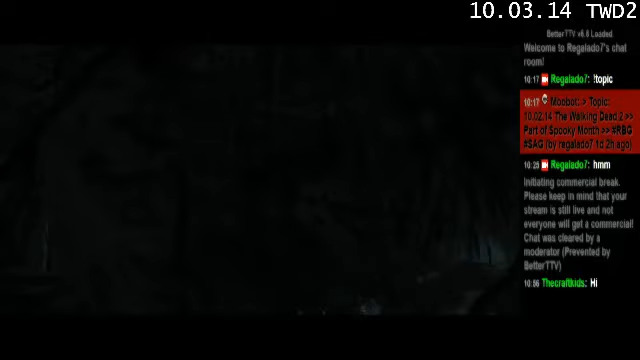 10.03.14 TWD2
BetterTTV v6.8 Loaded
Welcome to Regalado7's chat
room!
10:17 Regalado7: !topic
10:17 Moobot: > Topic:
10.02.14 The Walking Dead 2 >>
Part of Spooky Month >> #RBG
#SAG (by regalado7 1d 2h ago)
10:25 Regalado7: hmm
Initiating commercial break.
Please keep in mind that your
stream is still live and not
everyone will get a commercial!
Chat was cleared by a
moderator (Prevented by
BetterTTV)
10:56 Thecraftkids: Hi